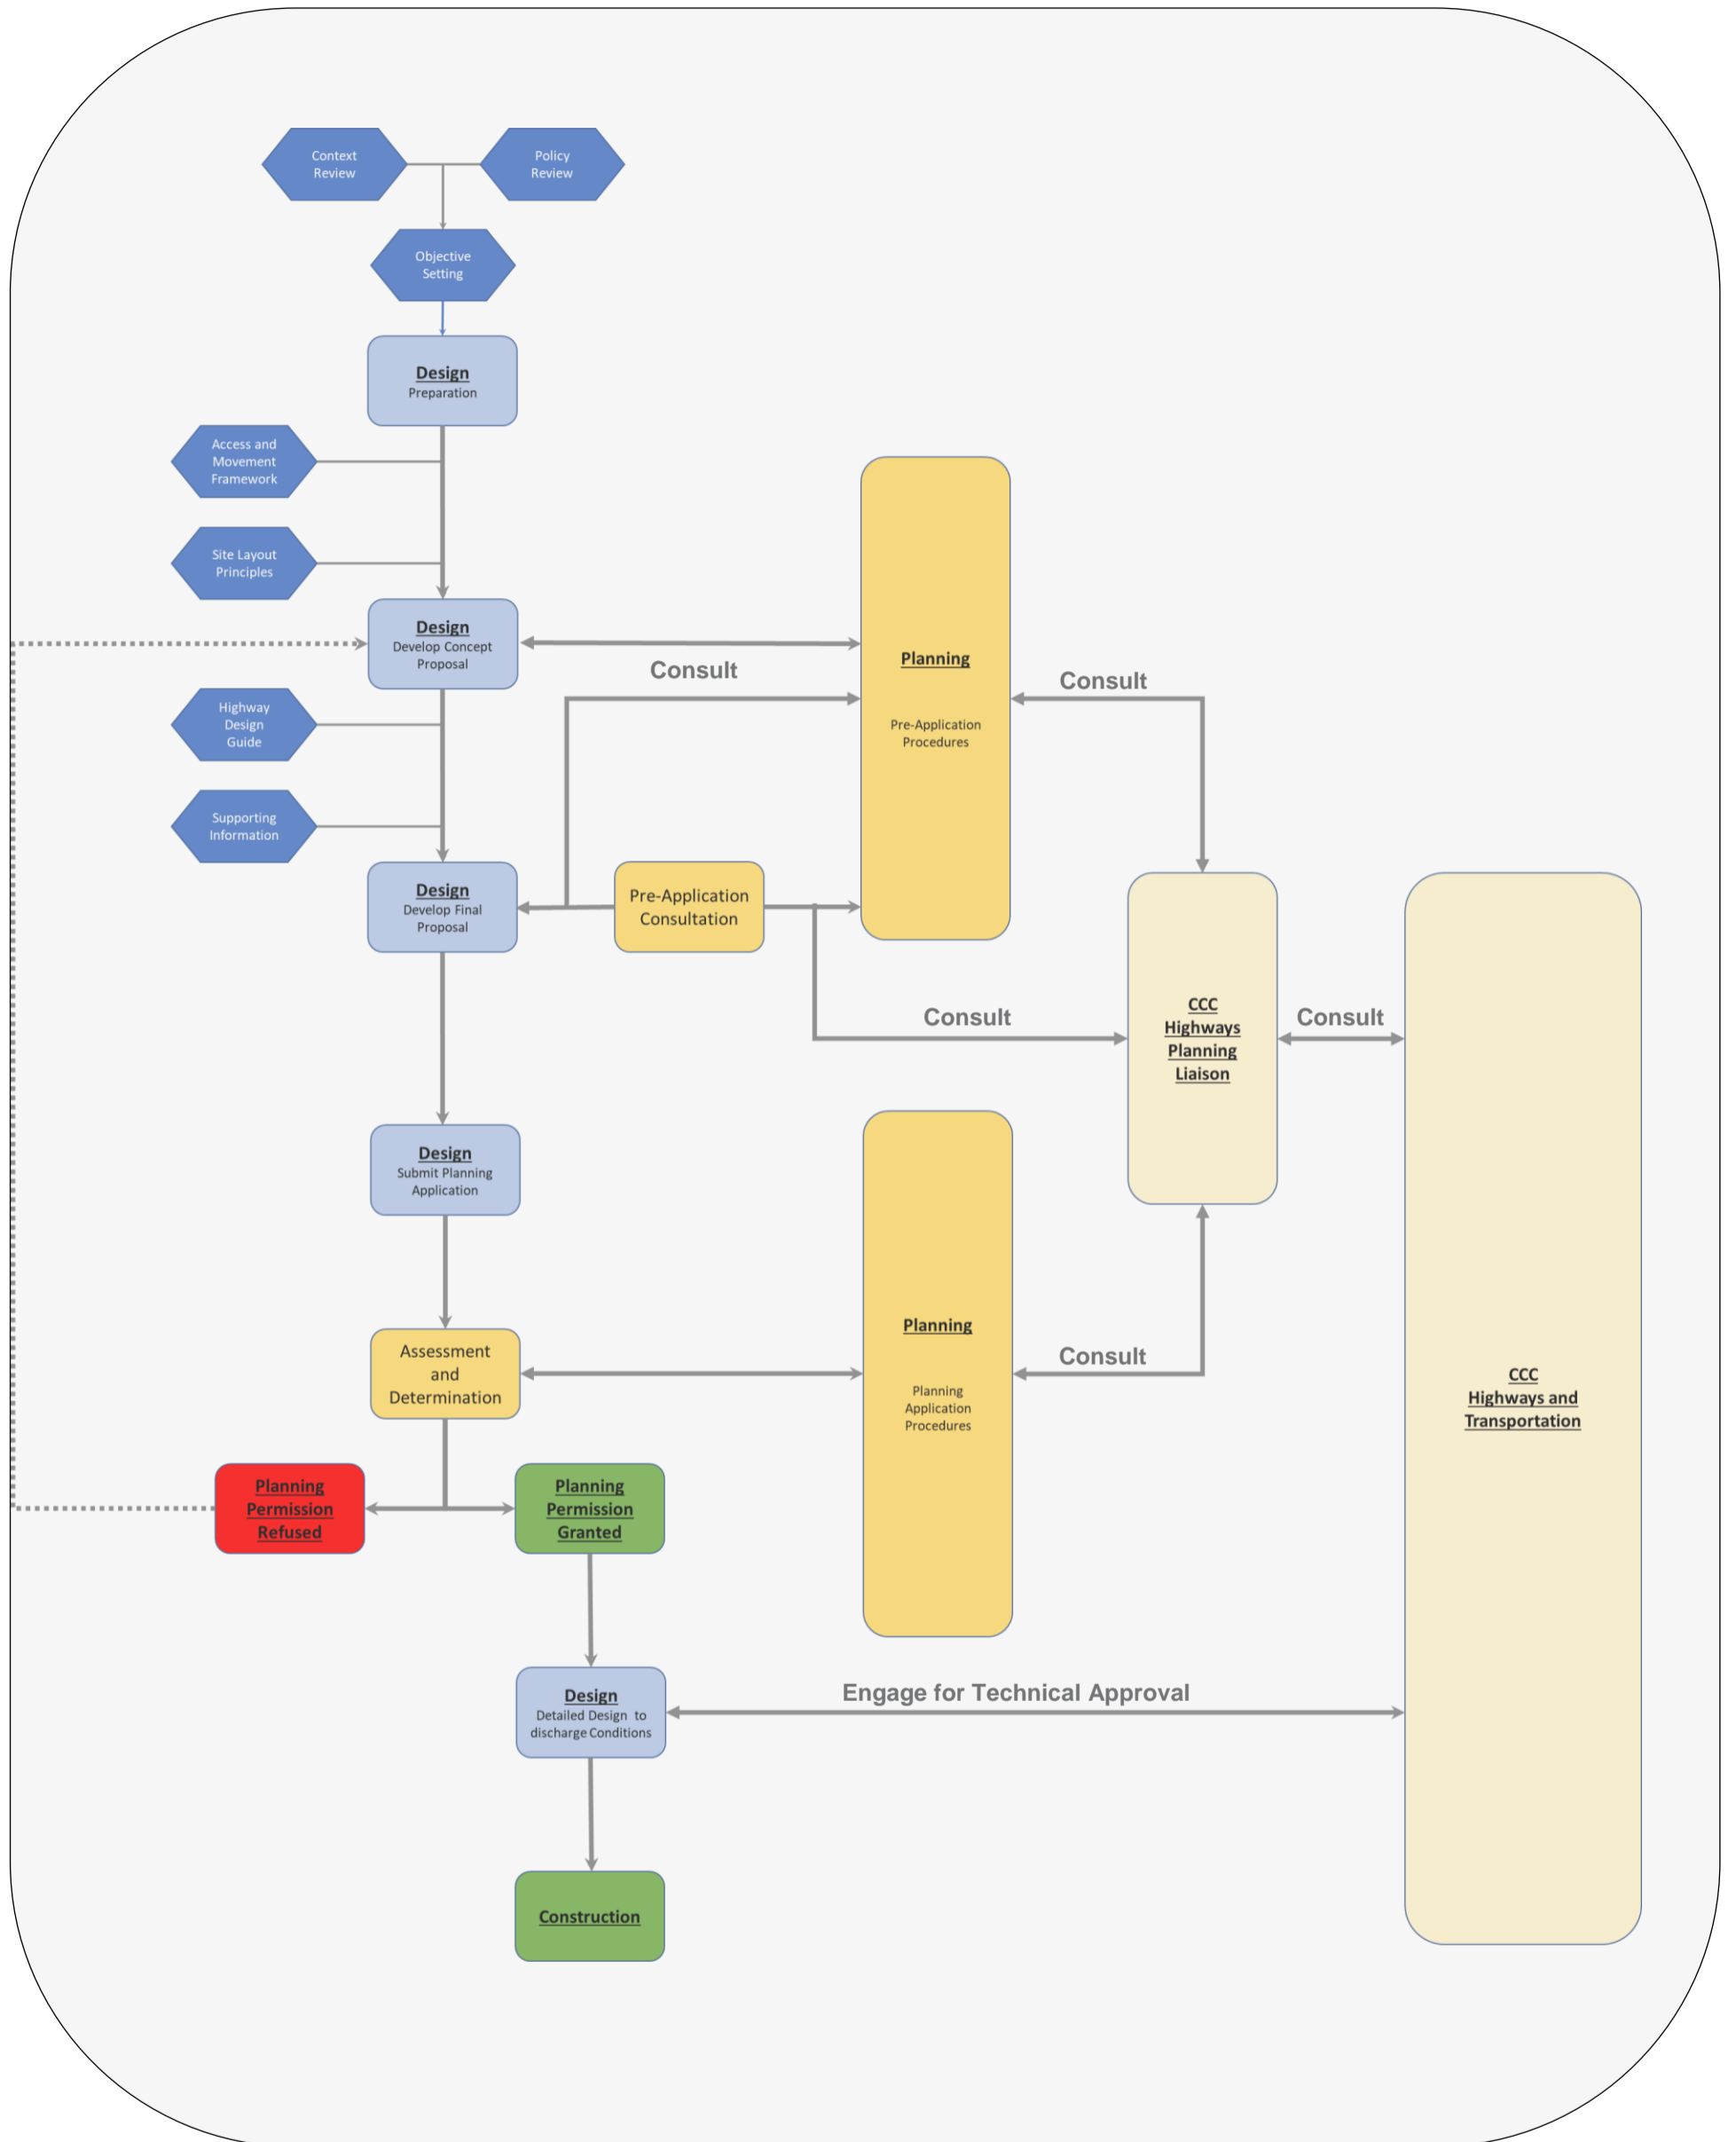 Context
Review
Policy
Review
Objective
Setting
Design
Preparation
Access and
Movement
Framework
Site Layout
Principles
Design
Develop Concept
Proposal
Consult
Planning
Pre-Application
Procedures
Consult
Highway
Design
Guide
Supporting
Information
Design
Develop Final
Proposal
Pre-Application
Consultation
Consult
CCC
Highways
Planning
Liaison
Consult
Design
Submit Planning
Application
Assessment
and
Determination
Planning
Planning
Application
Procedures
Consult
CCC
Highways and
Transportation
Planning
Permission
Refused
Planning
Permission
Granted
Design
Detailed Design to
discharge Conditions
Engage for Technical Approval
Construction